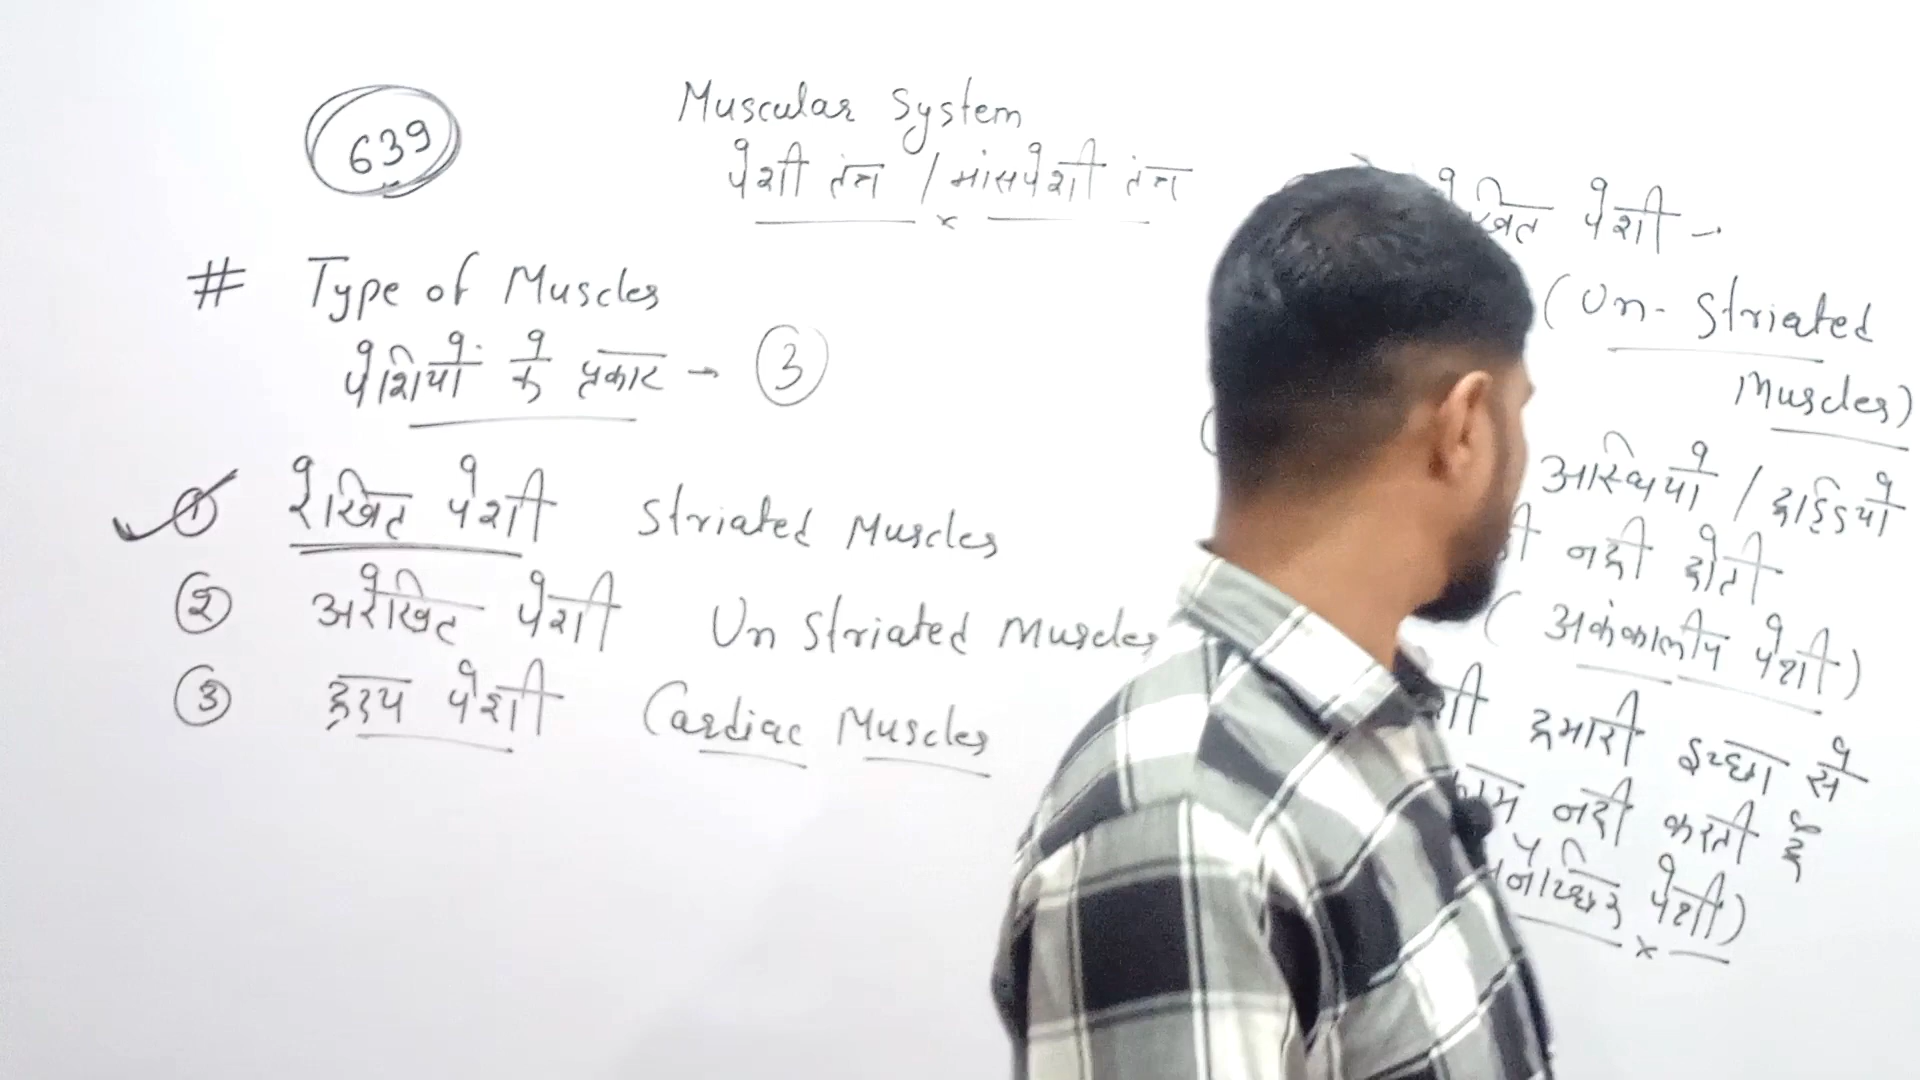 639
Muscular System
पेशी तंत्र / मांसपेशी तंत्र
# Type of Muscles
पेशियों के प्रकार - 3
1 रेखित पेशी Striated Muscles
2 अरेखित पेशी Un Striated Muscles
3 हृदय पेशी Cardiac Muscles
पेशी -
(Un-Striated
Muscles)
अस्थियों / हड्डियों
नही होती
(अकंकालीय पेशी)
हमारी इच्छा से
नही करती है
पेशी)